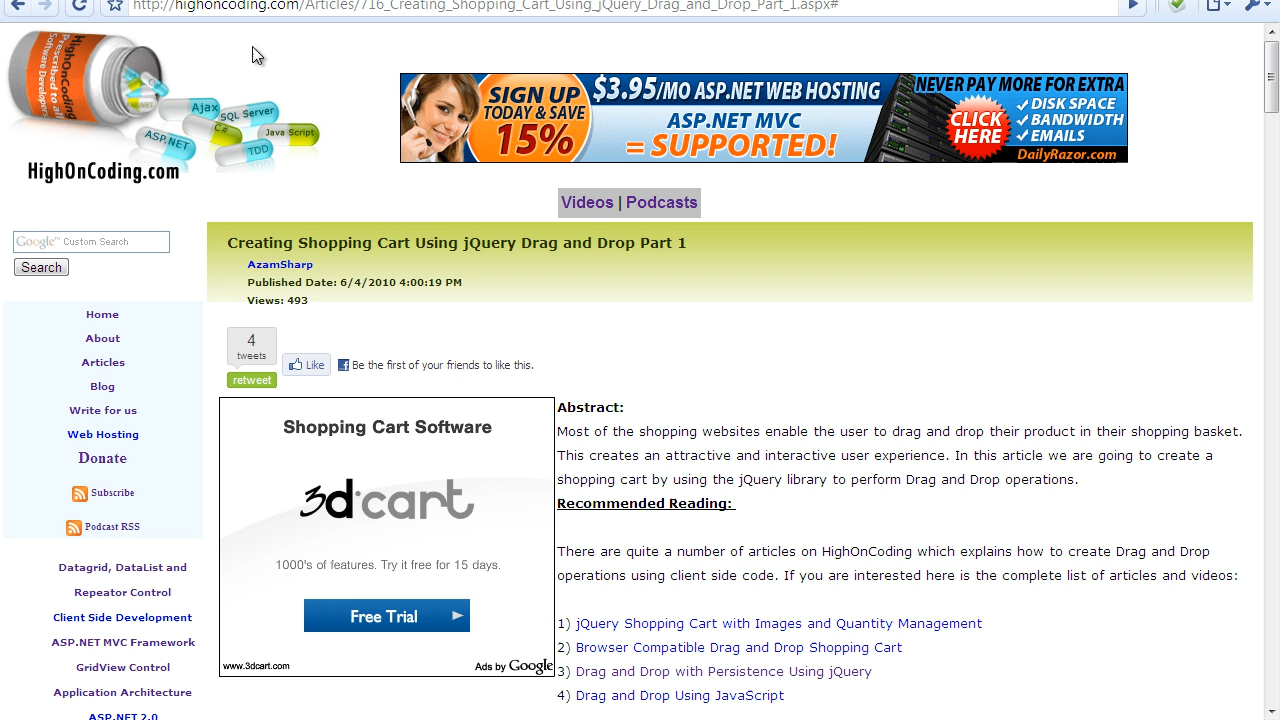 http://highoncoding.com/Articles/716_Creating_Shopping_Cart_Using_jQuery_Drag_and_Drop_Part_1.aspx#
HighOnCoding
Prescribed to all
Software Developers
Ajax
SQL Server
C#
Java Script
ASP.NET
TDD
ASP.NET
HighOnCoding.com
SIGN UP
TODAY & SAVE
15%
$3.95/MO ASP.NET WEB HOSTING
ASP.NET MVC
= SUPPORTED!
NEVER PAY MORE FOR EXTRA
CLICK
HERE
DISK SPACE
BANDWIDTH
EMAILS
DailyRazor.com
Videos | Podcasts
Google™ Custom Search
Search
Home
About
Articles
Blog
Write for us
Web Hosting
Donate
Subscribe
Podcast RSS
Datagrid, DataList and
Repeator Control
Client Side Development
ASP.NET MVC Framework
GridView Control
Application Architecture
ASP.NET 2.0
Creating Shopping Cart Using jQuery Drag and Drop Part 1
AzamSharp
Published Date: 6/4/2010 4:00:19 PM
Views: 493
4
tweets
retweet
Like
Be the first of your friends to like this.
Shopping Cart Software
3dcart
1000's of features. Try it free for 15 days.
Free Trial
www.3dcart.com
Ads by Google
Abstract:
Most of the shopping websites enable the user to drag and drop their product in their shopping basket.
This creates an attractive and interactive user experience. In this article we are going to create a
shopping cart by using the jQuery library to perform Drag and Drop operations.
Recommended Reading:
There are quite a number of articles on HighOnCoding which explains how to create Drag and Drop
operations using client side code. If you are interested here is the complete list of articles and videos:
1) jQuery Shopping Cart with Images and Quantity Management
2) Browser Compatible Drag and Drop Shopping Cart
3) Drag and Drop with Persistence Using jQuery
4) Drag and Drop Using JavaScript